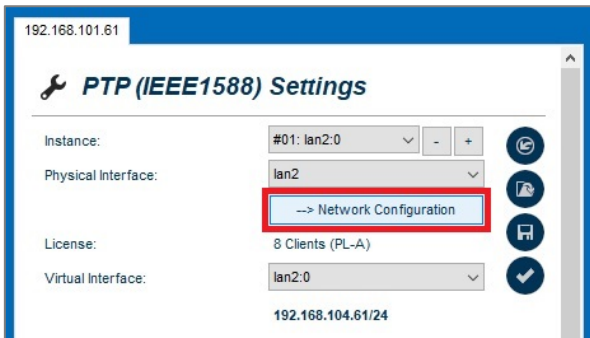 192.168.101.61
PTP (IEEE1588) Settings
Instance: #01: lan2:0 - +
Physical Interface: lan2
--> Network Configuration
License: 8 Clients (PL-A)
Virtual Interface: lan2:0
192.168.104.61/24